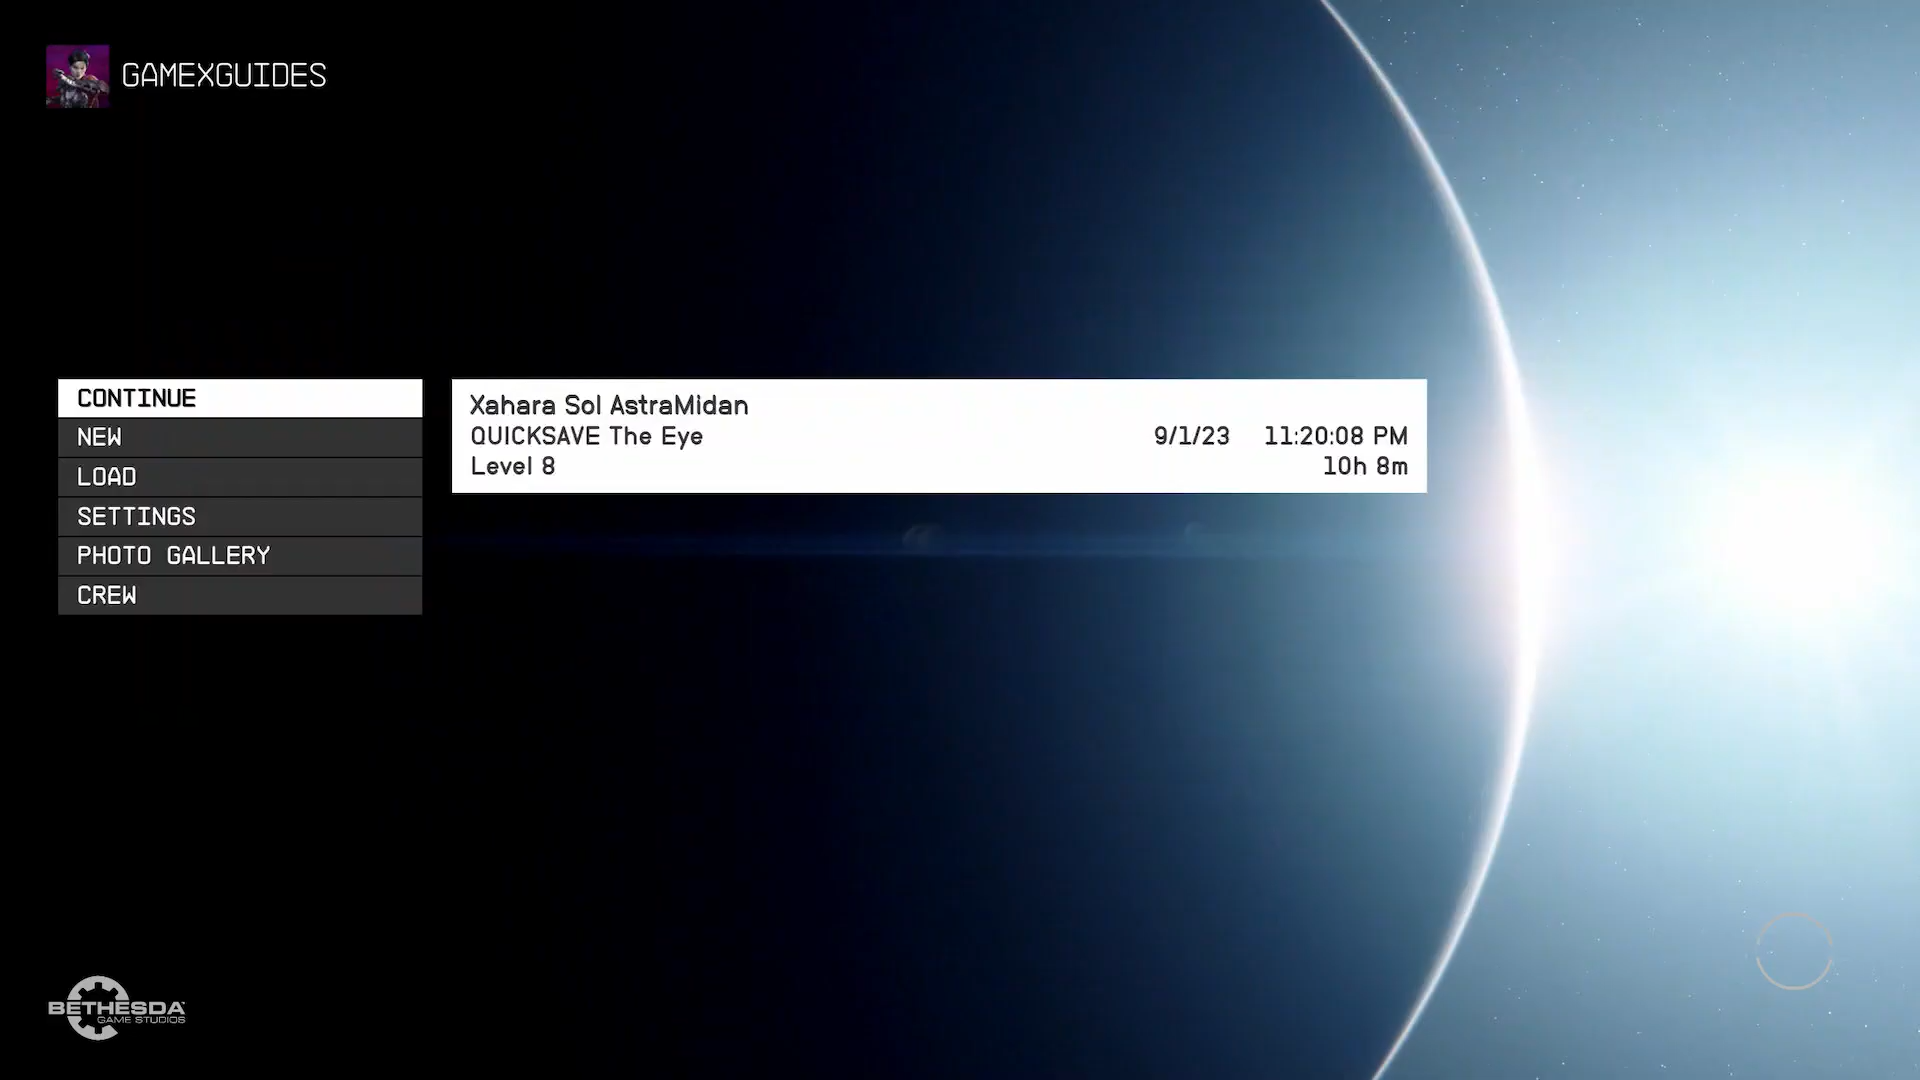 GAMEXGUIDES
CONTINUE
NEW
LOAD
SETTINGS
PHOTO GALLERY
CREW
Xahara Sol AstraMidan
QUICKSAVE The Eye 9/1/23 11:20:08 PM
Level 8 10h 8m
BETHESDA
GAME STUDIOS